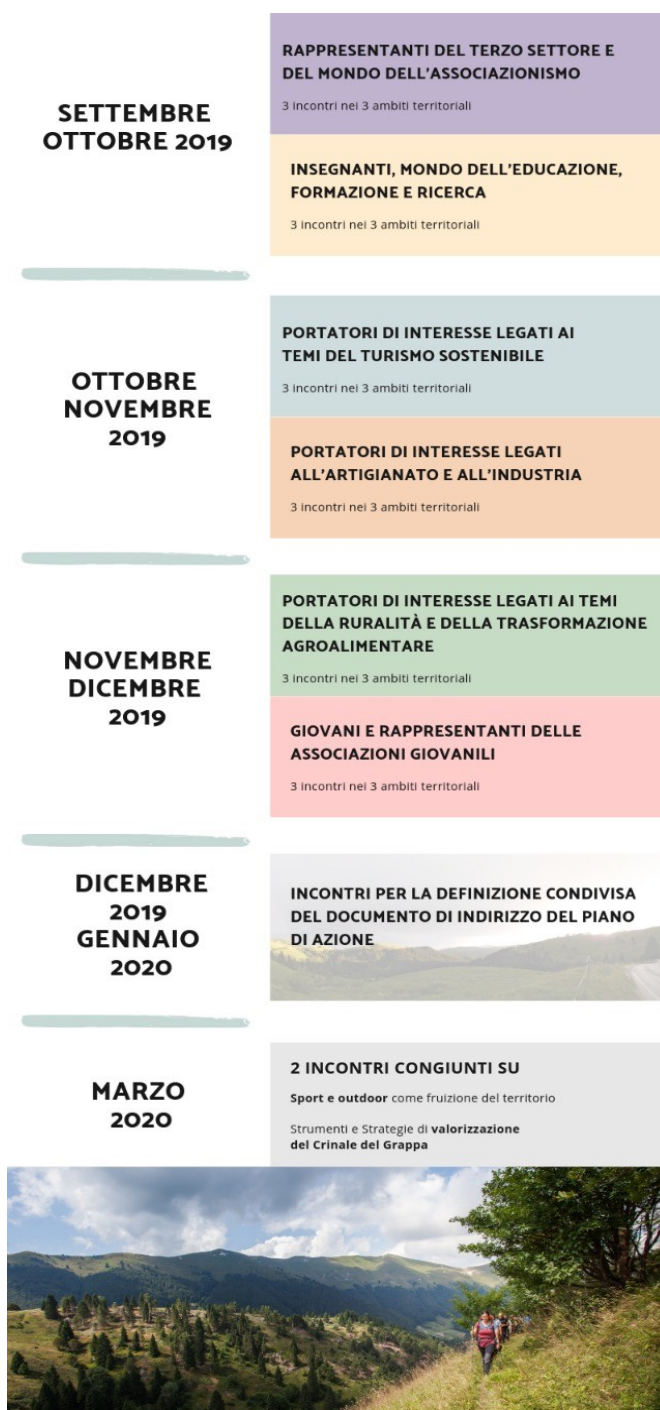 SETTEMBRE
OTTOBRE 2019
RAPPRESENTANTI DEL TERZO SETTORE E
DEL MONDO DELL'ASSOCIAZIONISMO
3 incontri nei 3 ambiti territoriali
INSEGNANTI, MONDO DELL'EDUCAZIONE,
FORMAZIONE E RICERCA
3 incontri nei 3 ambiti territoriali
OTTOBRE
NOVEMBRE
2019
PORTATORI DI INTERESSE LEGATI AI
TEMI DEL TURISMO SOSTENIBILE
3 incontri nei 3 ambiti territoriali
PORTATORI DI INTERESSE LEGATI
ALL'ARTIGIANATO E ALL'INDUSTRIA
3 incontri nei 3 ambiti territoriali
NOVEMBRE
DICEMBRE
2019
PORTATORI DI INTERESSE LEGATI AI TEMI
DELLA RURALITÀ E DELLA TRASFORMAZIONE
AGROALIMENTARE
3 incontri nei 3 ambiti territoriali
GIOVANI E RAPPRESENTANTI DELLE
ASSOCIAZIONI GIOVANILI
3 incontri nei 3 ambiti territoriali
DICEMBRE
2019
GENNAIO
2020
INCONTRI PER LA DEFINIZIONE CONDIVISA
DEL DOCUMENTO DI INDIRIZZO DEL PIANO
DI AZIONE
MARZO
2020
2 INCONTRI CONGIUNTI SU
Sport e outdoor come fruizione del territorio
Strumenti e Strategie di valorizzazione
del Crinale del Grappa